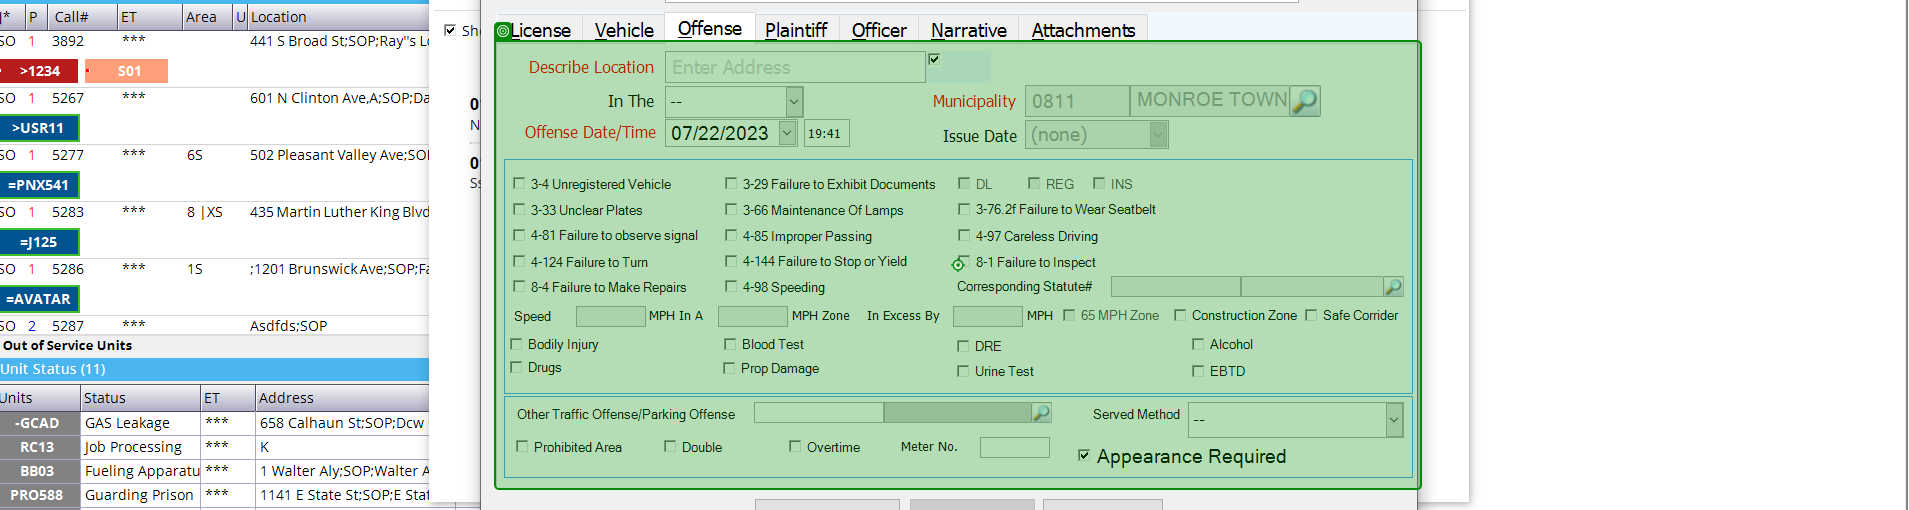 * P Call# ET Area U Location
SO 1 3892 *** 441 S Broad St;SOP;Ray"s L
>1234 S01
SO 1 5267 *** 601 N Clinton Ave,A;SOP;Da
>USR11
SO 1 5277 *** 6S 502 Pleasant Valley Ave;SO
=PNX541
SO 1 5283 *** 8 |XS 435 Martin Luther King Blvd
=J125
SO 1 5286 *** 1S ;1201 Brunswick Ave;SOP;Fa
=AVATAR
SO 2 5287 *** Asdfds;SOP
Out of Service Units
Unit Status (11)
Units Status ET Address
-GCAD GAS Leakage *** 658 Calhaun St;SOP;Dcw
RC13 Job Processing *** K
BB03 Fueling Apparatu *** 1 Walter Aly;SOP;Walter A
PRO588 Guarding Prison *** 1141 E State St;SOP;E Stat
Sh
License Vehicle Offense Plaintiff Officer Narrative Attachments
Describe Location Enter Address
In The -- Municipality 0811 MONROE TOWN
Offense Date/Time 07/22/2023 19:41 Issue Date (none)
3-4 Unregistered Vehicle 3-29 Failure to Exhibit Documents DL REG INS
3-33 Unclear Plates 3-66 Maintenance Of Lamps 3-76.2f Failure to Wear Seatbelt
4-81 Failure to observe signal 4-85 Improper Passing 4-97 Careless Driving
4-124 Failure to Turn 4-144 Failure to Stop or Yield 8-1 Failure to Inspect
8-4 Failure to Make Repairs 4-98 Speeding Corresponding Statute#
Speed MPH In A MPH Zone In Excess By MPH 65 MPH Zone Construction Zone Safe Corrider
Bodily Injury Blood Test DRE Alcohol
Drugs Prop Damage Urine Test EBTD
Other Traffic Offense/Parking Offense Served Method --
Prohibited Area Double Overtime Meter No. Appearance Required